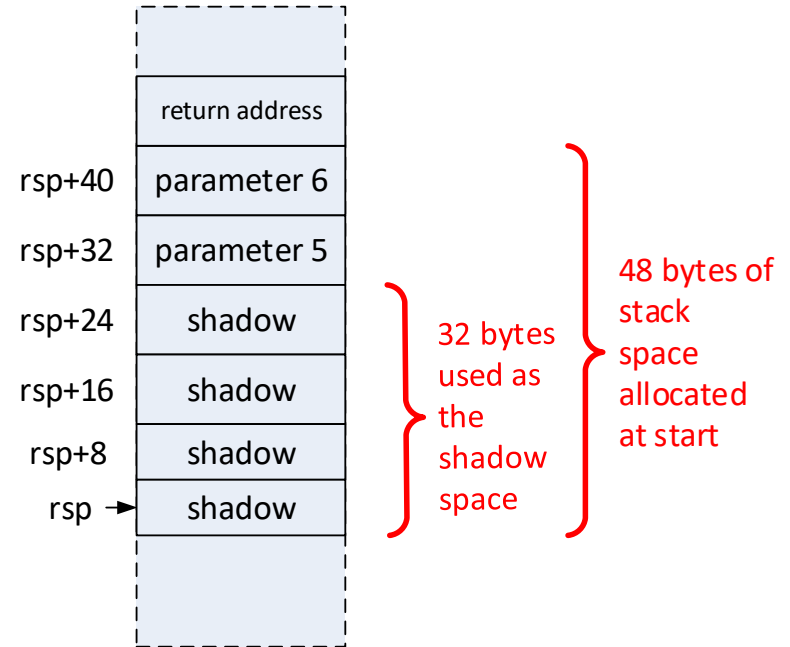 return address
rsp+40 parameter 6
rsp+32 parameter 5
rsp+24 shadow
rsp+16 shadow
rsp+8 shadow
rsp shadow
32 bytes
used as
the
shadow
space
48 bytes of
stack
space
allocated
at start